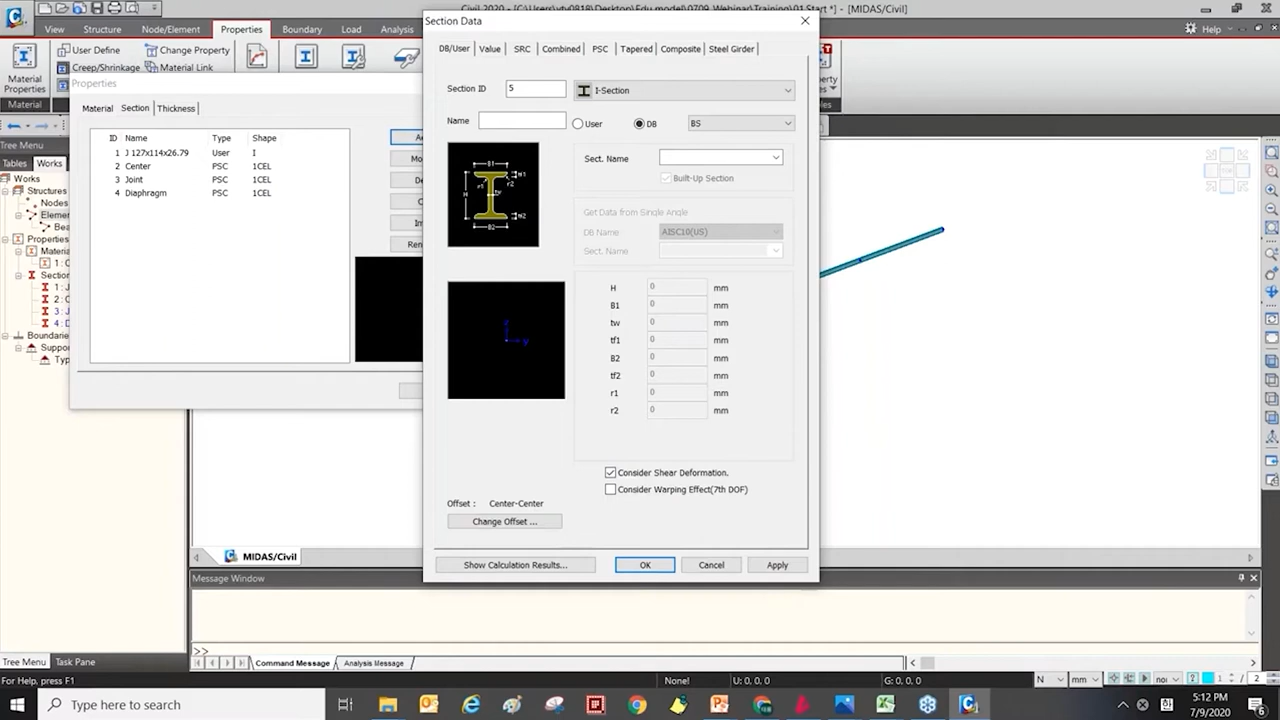 Civil 2020 - [C:\Users\yty0818\Desktop\Edu model\0709-Webinar\Training\01.Start *] - [MIDAS/Civil]
View
Structure
Node/Element
Properties
Boundary
Load
Analysis
Help
Material Properties
User Define
Creep/Shrinkage
Change Property
Material Link
Material
Tree Menu
Tables
Works
Works
Structures
Nodes
Properties
Boundarie
Properties
Material
Section
Thickness
ID Name Type Shape
1 J 127x114x26.79 User I
2 Center PSC 1CEL
3 Joint PSC 1CEL
4 Diaphragm PSC 1CEL
Section Data
DB/User
Value
SRC
Combined
PSC
Tapered
Composite
Steel Girder
Section ID 5
I-Section
Name
User
DB
BS
Sect. Name
Built-Up Section
Get Data from Single Angle
DB Name AISC10(US)
Sect. Name
B1
H
tw
r1
r2
B2
z
y
H 0 mm
B1 0 mm
tw 0 mm
tf1 0 mm
B2 0 mm
tf2 0 mm
r1 0 mm
r2 0 mm
Consider Shear Deformation.
Consider Warping Effect(7th DOF)
Offset : Center-Center
Change Offset ...
Show Calculation Results...
OK
Cancel
Apply
MIDAS/Civil
Message Window
>>
Command Message
Analysis Message
Tree Menu
Task Pane
For Help, press F1
None!
U: 0, 0, 0
G: 0, 0, 0
N
mm
Type here to search
5:12 PM
7/9/2020